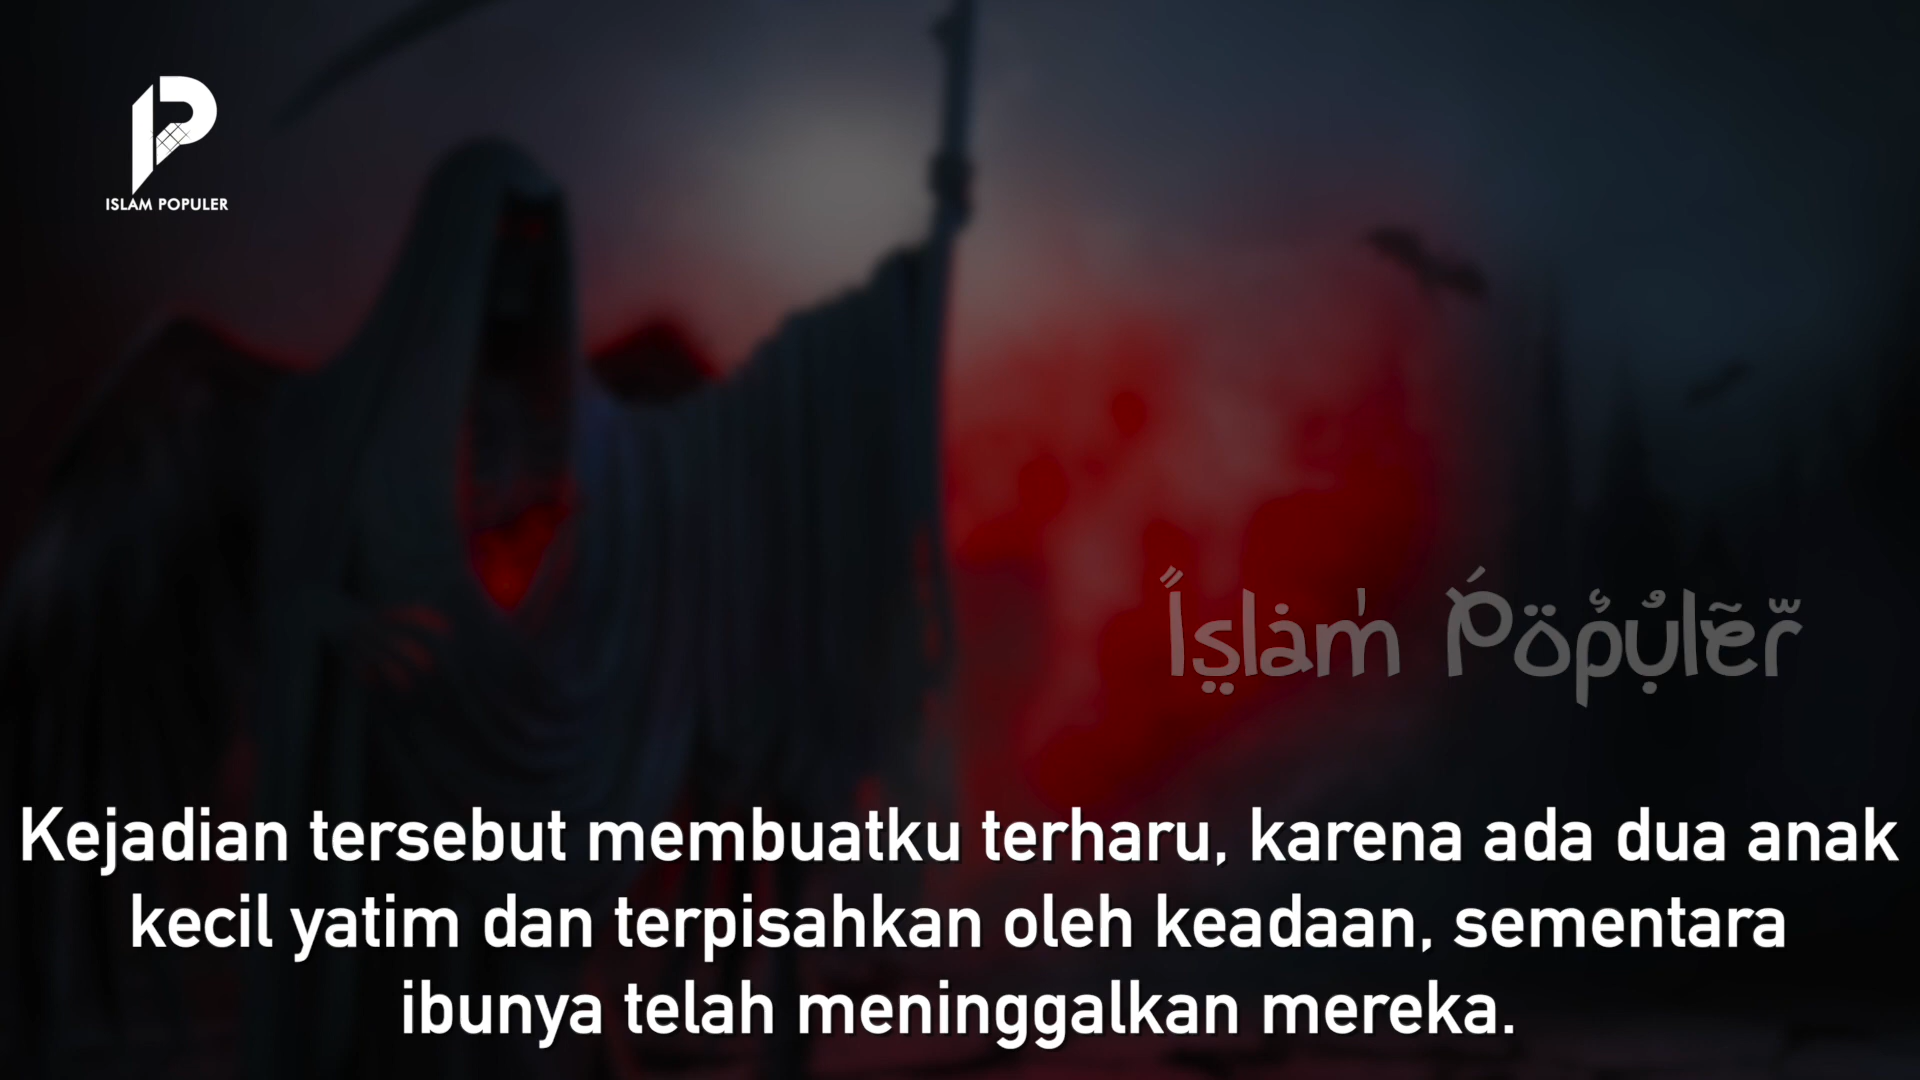 ISLAM POPULER
Islam Populer
Kejadian tersebut membuatku terharu, karena ada dua anak
kecil yatim dan terpisahkan oleh keadaan, sementara
ibunya telah meninggalkan mereka.